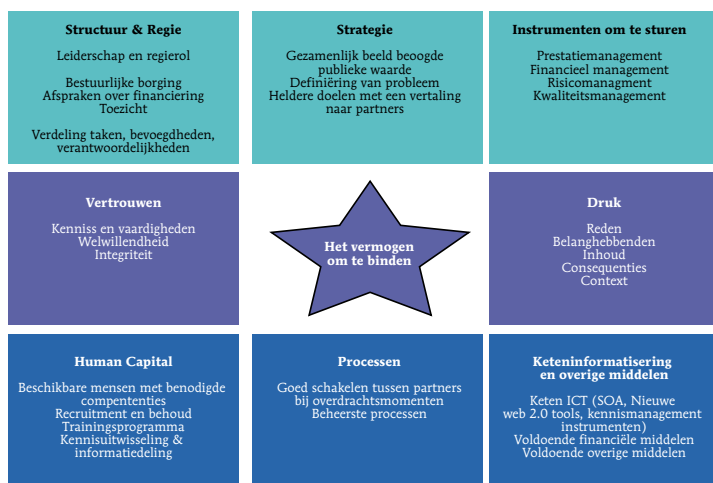 Structuur & Regie
Leiderschap en regierol
Bestuurlijke borging
Afspraken over financiering
Toezicht
Verdeling taken, bevoegdheden,
verantwoordelijkheden
Strategie
Gezamenlijk beeld beoogde
publieke waarde
Definiëring van probleem
Heldere doelen met een vertaling
naar partners
Instrumenten om te sturen
Prestatiemanagement
Financieel management
Risicomanagment
Kwaliteitsmanagement
Vertrouwen
Kenniss en vaardigheden
Welwillendheid
Integriteit
Het vermogen
om te binden
Druk
Reden
Belanghebbenden
Inhoud
Consequenties
Context
Human Capital
Beschikbare mensen met benodigde
compententies
Recruitment en behoud
Trainingsprogramma
Kennisuitwisseling &
informatiedeling
Processen
Goed schakelen tussen partners
bij overdrachtsmomenten
Beheerste processen
Keteninformatisering
en overige middelen
Keten ICT (SOA, Nieuwe
web 2.0 tools, kennismanagement
instrumenten)
Voldoende financiële middelen
Voldoende overige middelen